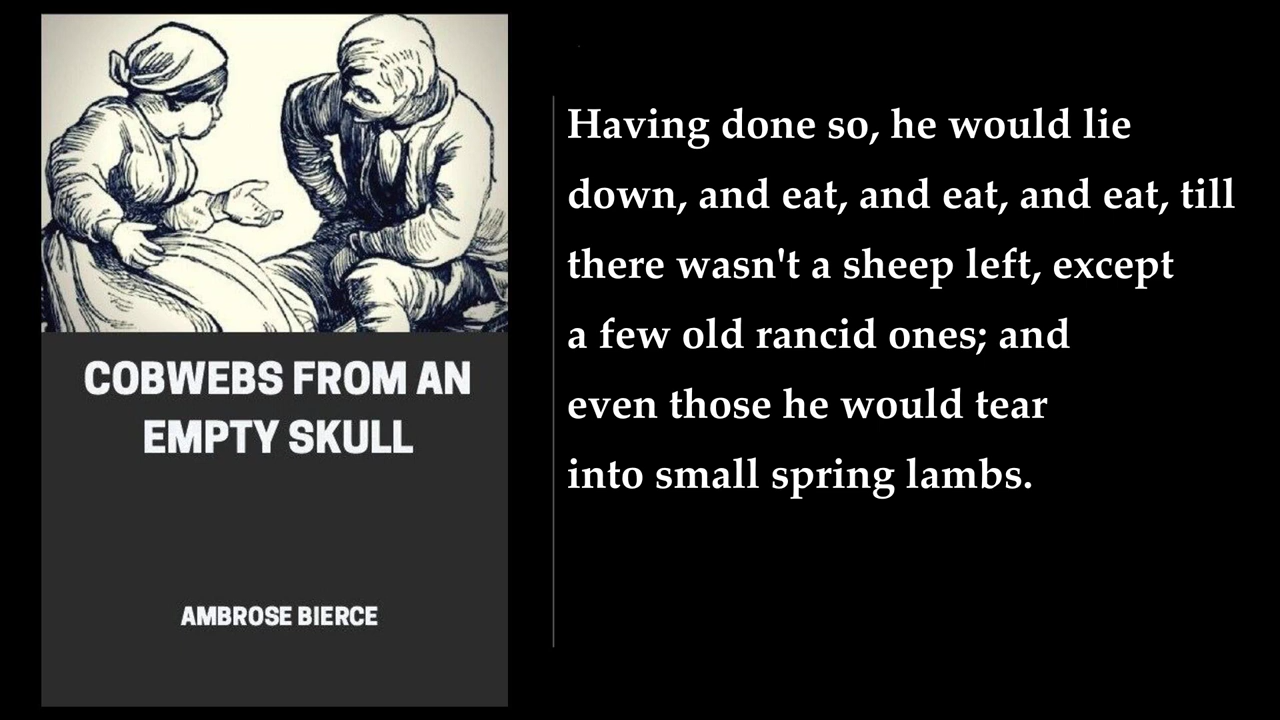 COBWEBS FROM AN
EMPTY SKULL
AMBROSE BIERCE
Having done so, he would lie
down, and eat, and eat, and eat, till
there wasn't a sheep left, except
a few old rancid ones; and
even those he would tear
into small spring lambs.